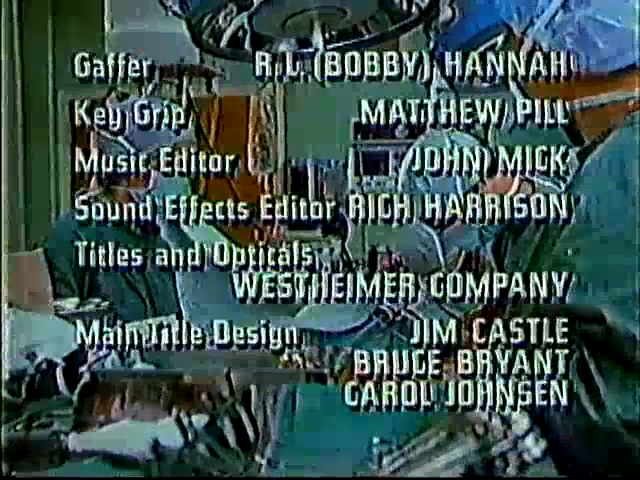 Gaffer R.L.(BOBBY) HANNAH
Key Grip MATTHEW PILL
Music Editor JOHN MICK
Sound Effects Editor RICH HARRISON
Titles and Opticals
WESTHEIMER COMPANY
Main Title Design JIM CASTLE
BRUCE BRYANT
CAROL JOHNSEN